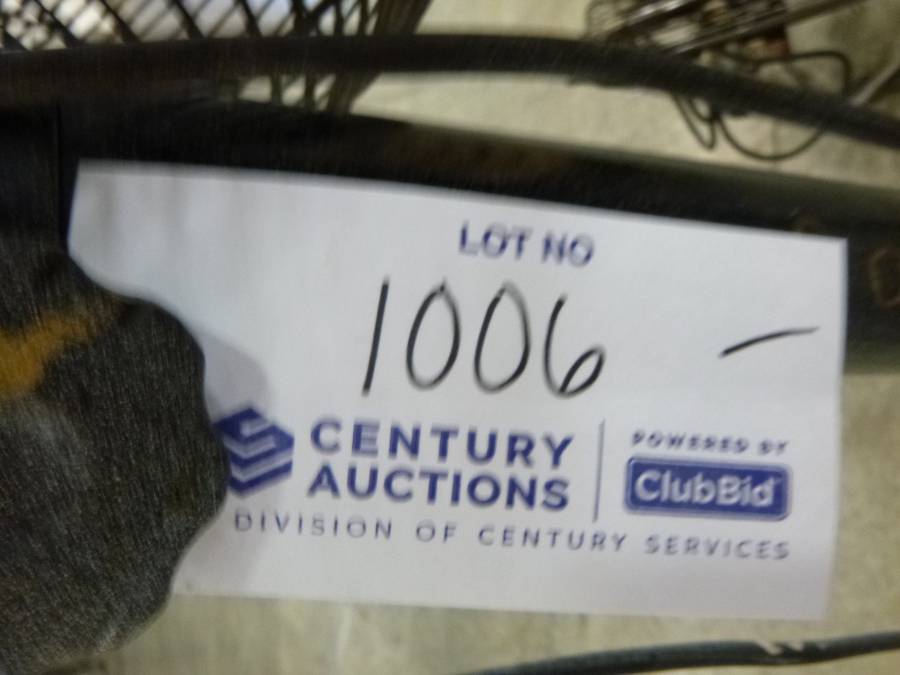 LOT NO
1006 —
CENTURY
AUCTIONS
DIVISION OF CENTURY SERVICES
POWERED BY
ClubBid